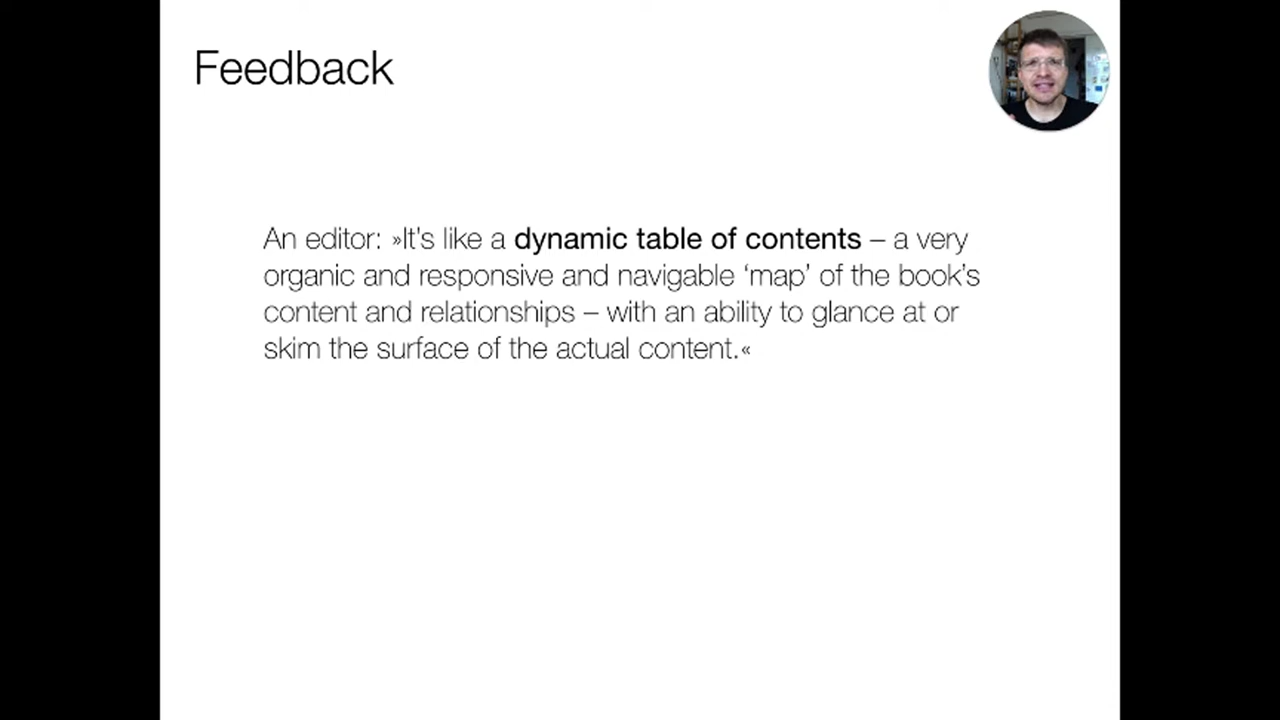 Feedback
An editor: »It's like a dynamic table of contents – a very
organic and responsive and navigable ‘map’ of the book's
content and relationships – with an ability to glance at or
skim the surface of the actual content.«